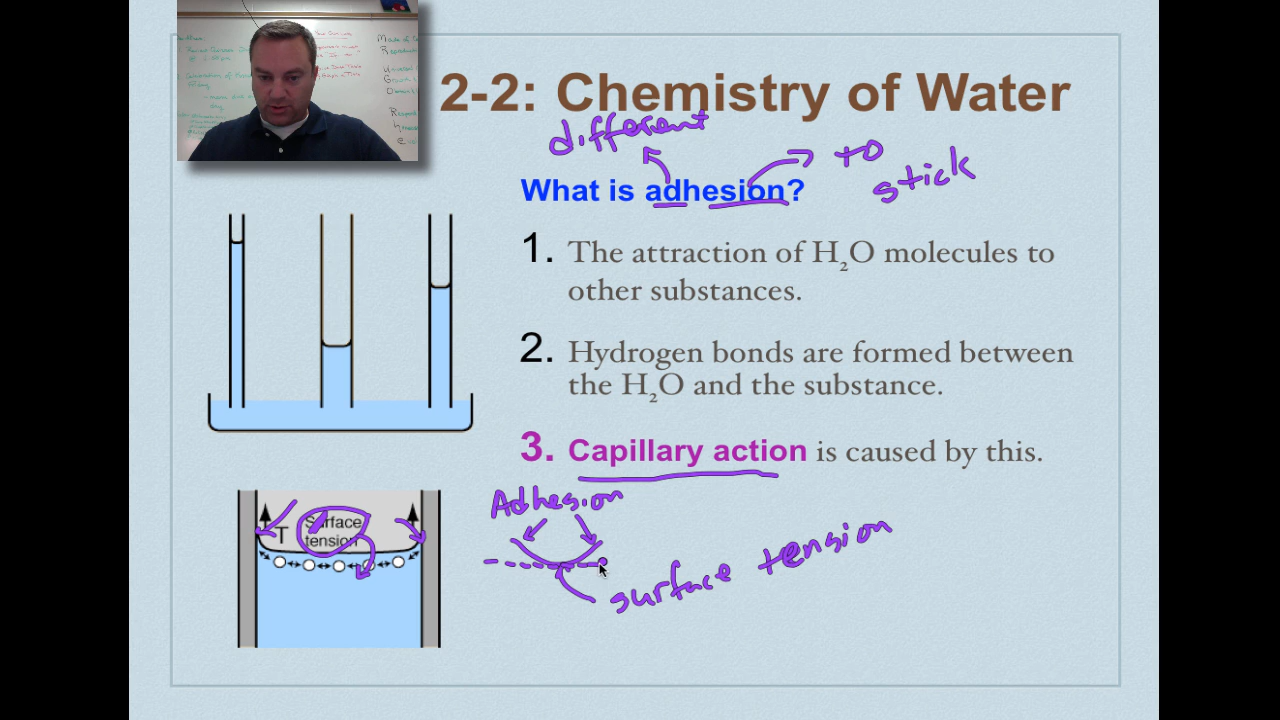 2-2: Chemistry of Water
different
to
stick
What is adhesion?
1. The attraction of H₂O molecules to
other substances.
2. Hydrogen bonds are formed between
the H₂O and the substance.
3. Capillary action is caused by this.
Adhesion
surface tension
T
Surface
tension